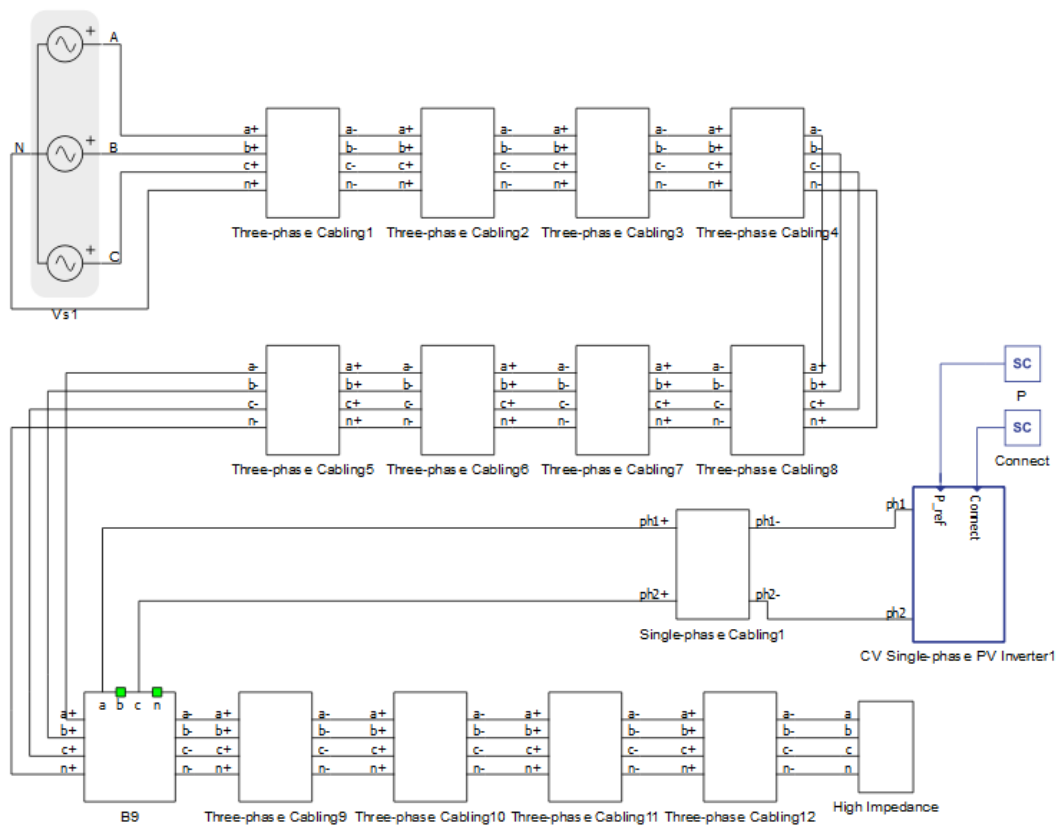 A
N B
C
Vs1
a+ a- a+ a- a+ a- a+ a-
b+ b- b+ b- b+ b- b+ b-
c+ c- c+ c- c+ c- c+ c-
n+ n- n+ n- n+ n- n+ n-
Three-phase Cabling1 Three-phase Cabling2 Three-phase Cabling3 Three-phase Cabling4
a- a+ a- a+ a- a+ a- a+
b- b+ b- b+ b- b+ b- b+
c- c+ c- c+ c- c+ c- c+
n- n+ n- n+ n- n+ n- n+
Three-phase Cabling5 Three-phase Cabling6 Three-phase Cabling7 Three-phase Cabling8
SC
P
SC
Connect
ph1+ ph1- ph1 P_ref Connect
ph2+ ph2- ph2
Single-phase Cabling1
CV Single-phase PV Inverter1
a b c n
a+ a- a+ a- a+ a- a+ a- a+ a- a
b+ b- b+ b- b+ b- b+ b- b+ b- b
c+ c- c+ c- c+ c- c+ c- c+ c- c
n+ n- n+ n- n+ n- n+ n- n+ n- n
B9 Three-phase Cabling9 Three-phase Cabling10 Three-phase Cabling11 Three-phase Cabling12 High Impedance